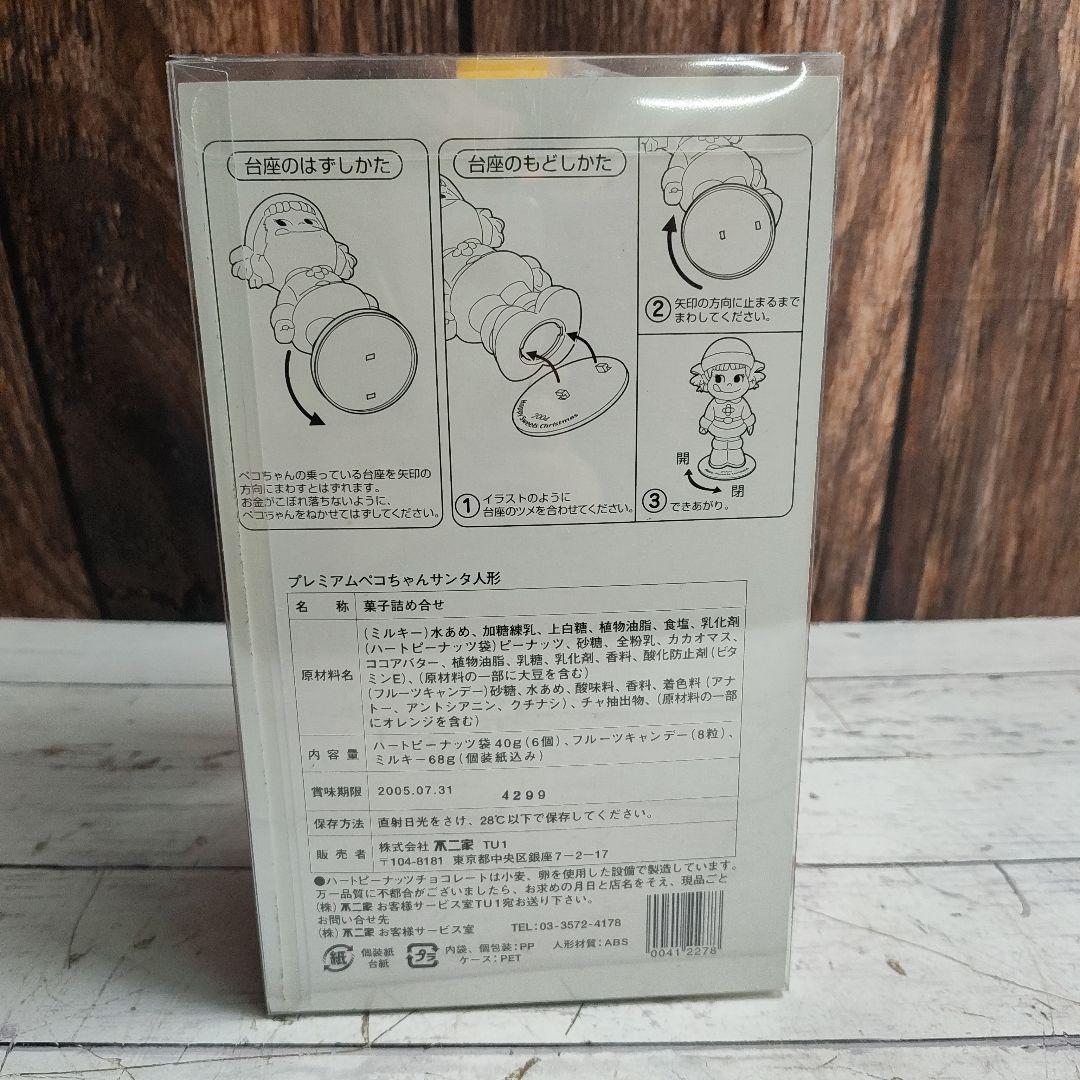 台座のはずしかた
ペコちゃんの乗っている台座を矢印の
方向にまわすとはずれます。
お金がこぼれ落ちないように、
ペコちゃんをねかせてはずしてください。
台座のもどしかた
2004
Happy Sweets Christmas
① イラストのように
台座のツメを合わせてください。
② 矢印の方向に止まるまで
まわしてください。
開
閉
③ できあがり。
プレミアムペコちゃんサンタ人形
名 称 菓子詰め合せ
原材料名
(ミルキー)水あめ、加糖練乳、上白糖、植物油脂、食塩、乳化剤
(ハートピーナッツ袋)ピーナッツ、砂糖、全粉乳、カカオマス、
ココアバター、植物油脂、乳糖、乳化剤、香料、酸化防止剤(ビタ
ミンE)、(原材料の一部に大豆を含む)
(フルーツキャンデー)砂糖、水あめ、酸味料、香料、着色料(アナ
トー、アントシアニン、クチナシ)、チャ抽出物、(原材料の一部
にオレンジを含む)
内容量
ハートピーナッツ袋40g(6個)、フルーツキャンデー(8粒)、
ミルキー68g(個装紙込み)
賞味期限 2005.07.31 4299
保存方法 直射日光をさけ、28℃以下で保存してください。
販売者
株式会社 不二家 TU1
〒104-8181 東京都中央区銀座7-2-17
●ハートピーナッツチョコレートは小麦、卵を使用した設備で製造しています。
万一品質に不都合がございましたら、お求めの月日と店名をそえ、現品ごと
(株)不二家お客様サービス室TU1宛お送り下さい。
お問い合せ先
(株)不二家お客様サービス室 TEL:03-3572-4178
紙 個装紙
台紙
プラ 内袋、個包装:PP 人形材質:ABS
ケース:PET
0041 2278